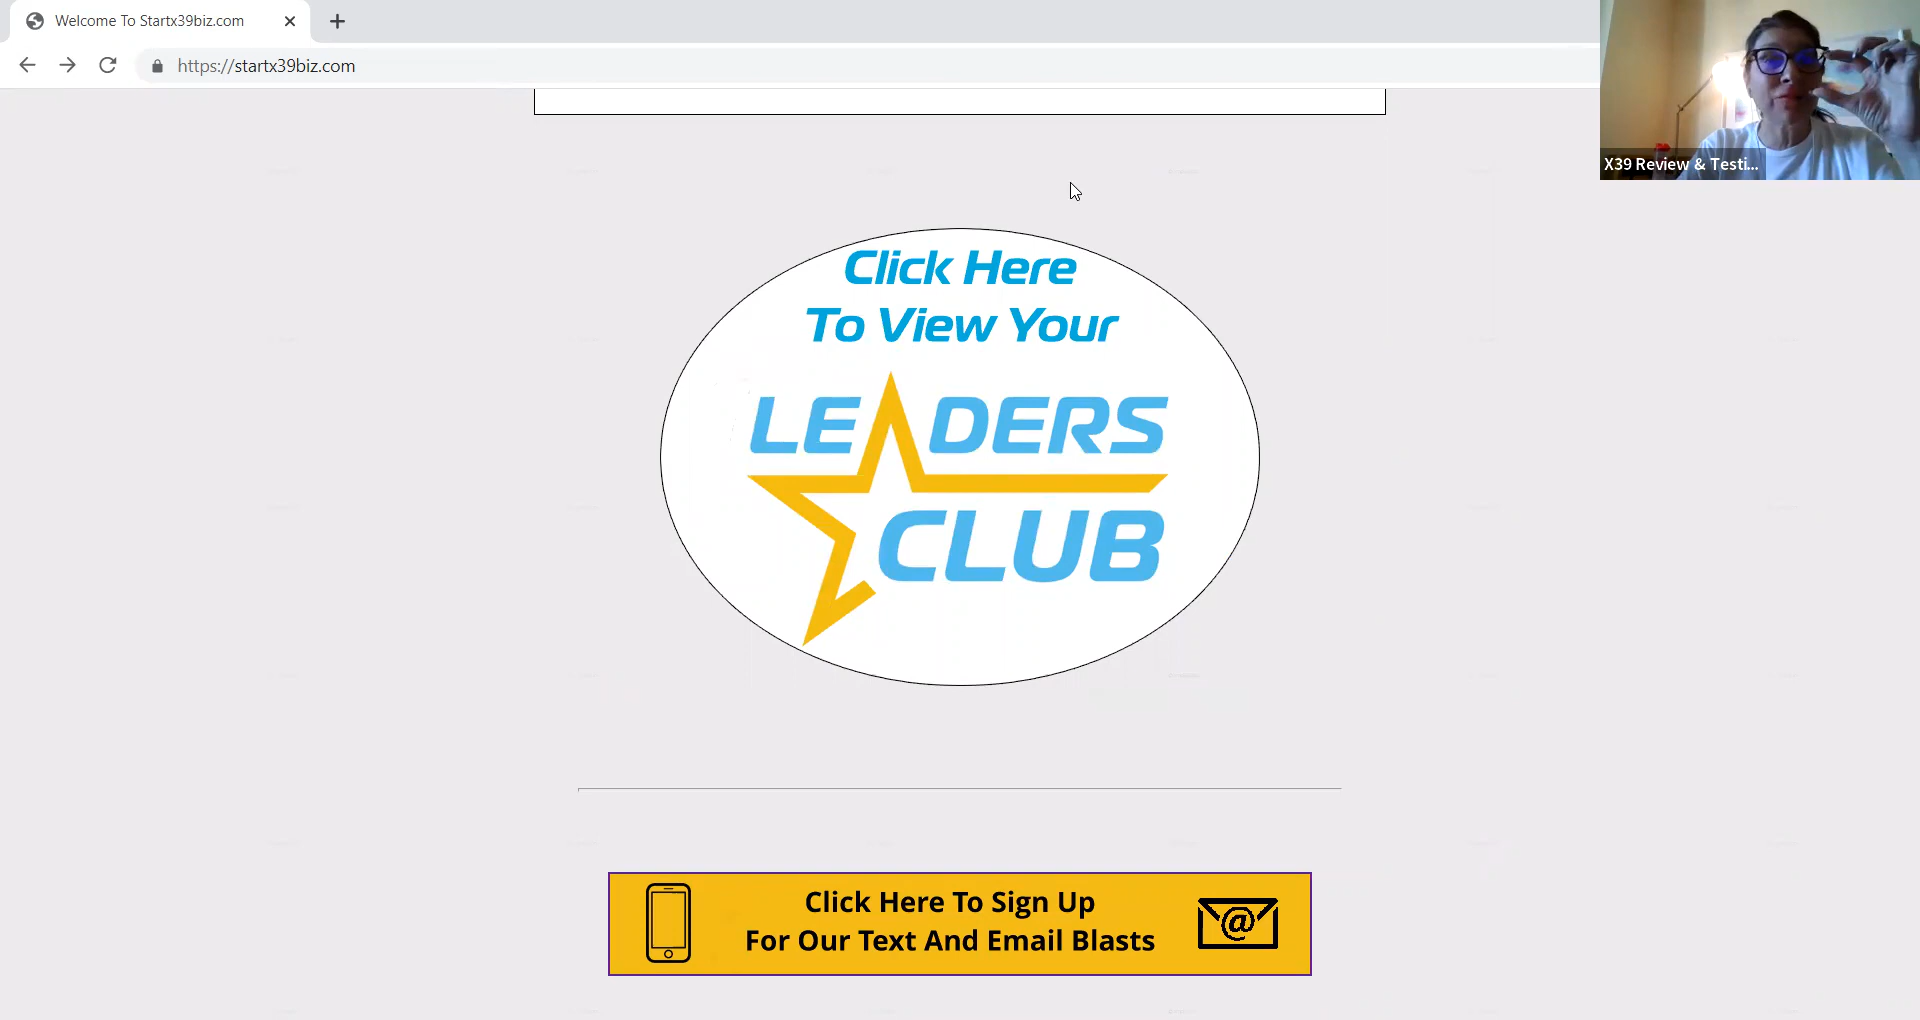 Welcome To Startx39biz.com
https://startx39biz.com
X39 Review & Testi...
Click Here
To View Your
LEADERS
CLUB
Click Here To Sign Up
For Our Text And Email Blasts
@